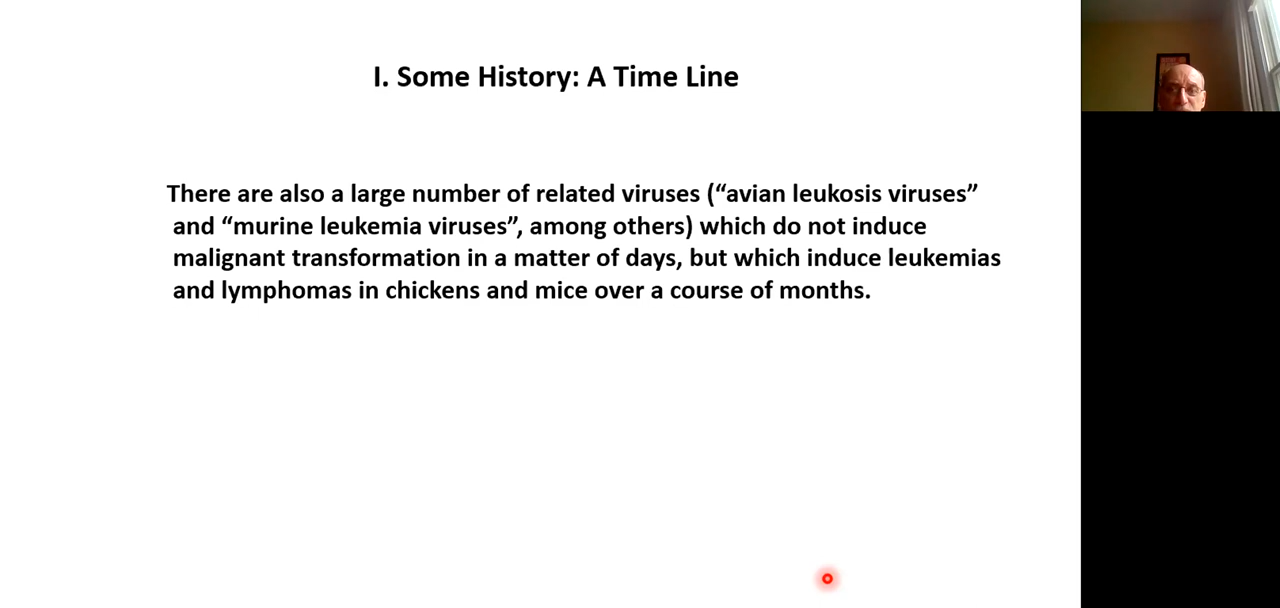 I. Some History: A Time Line
There are also a large number of related viruses (“avian leukosis viruses”
and “murine leukemia viruses”, among others) which do not induce
malignant transformation in a matter of days, but which induce leukemias
and lymphomas in chickens and mice over a course of months.